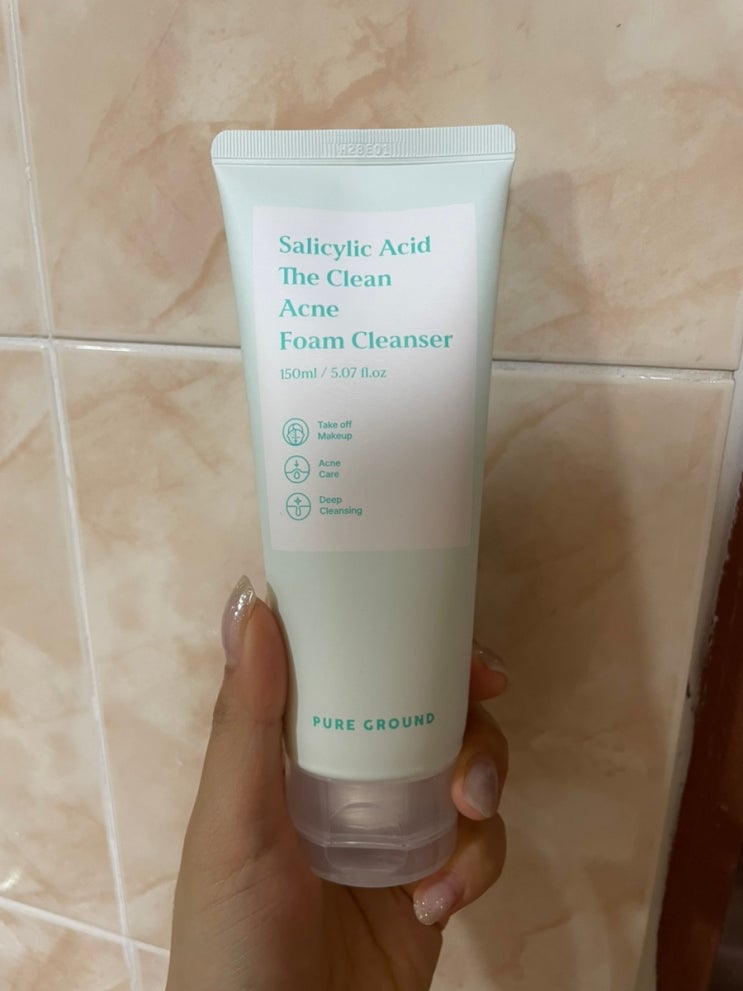 HZ8E01
Salicylic Acid
The Clean
Acne
Foam Cleanser
150ml / 5.07 fl.oz
Take off
Makeup
Acne
Care
Deep
Cleansing
PURE GROUND